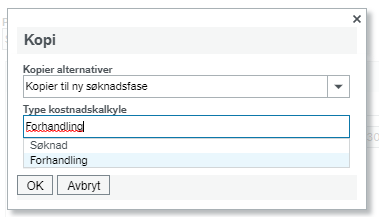 Kopi
Kopier alternativer
Kopier til ny søknadsfase
Type kostnadskalkyle
Forhandling
Søknad
Forhandling
OK Avbryt